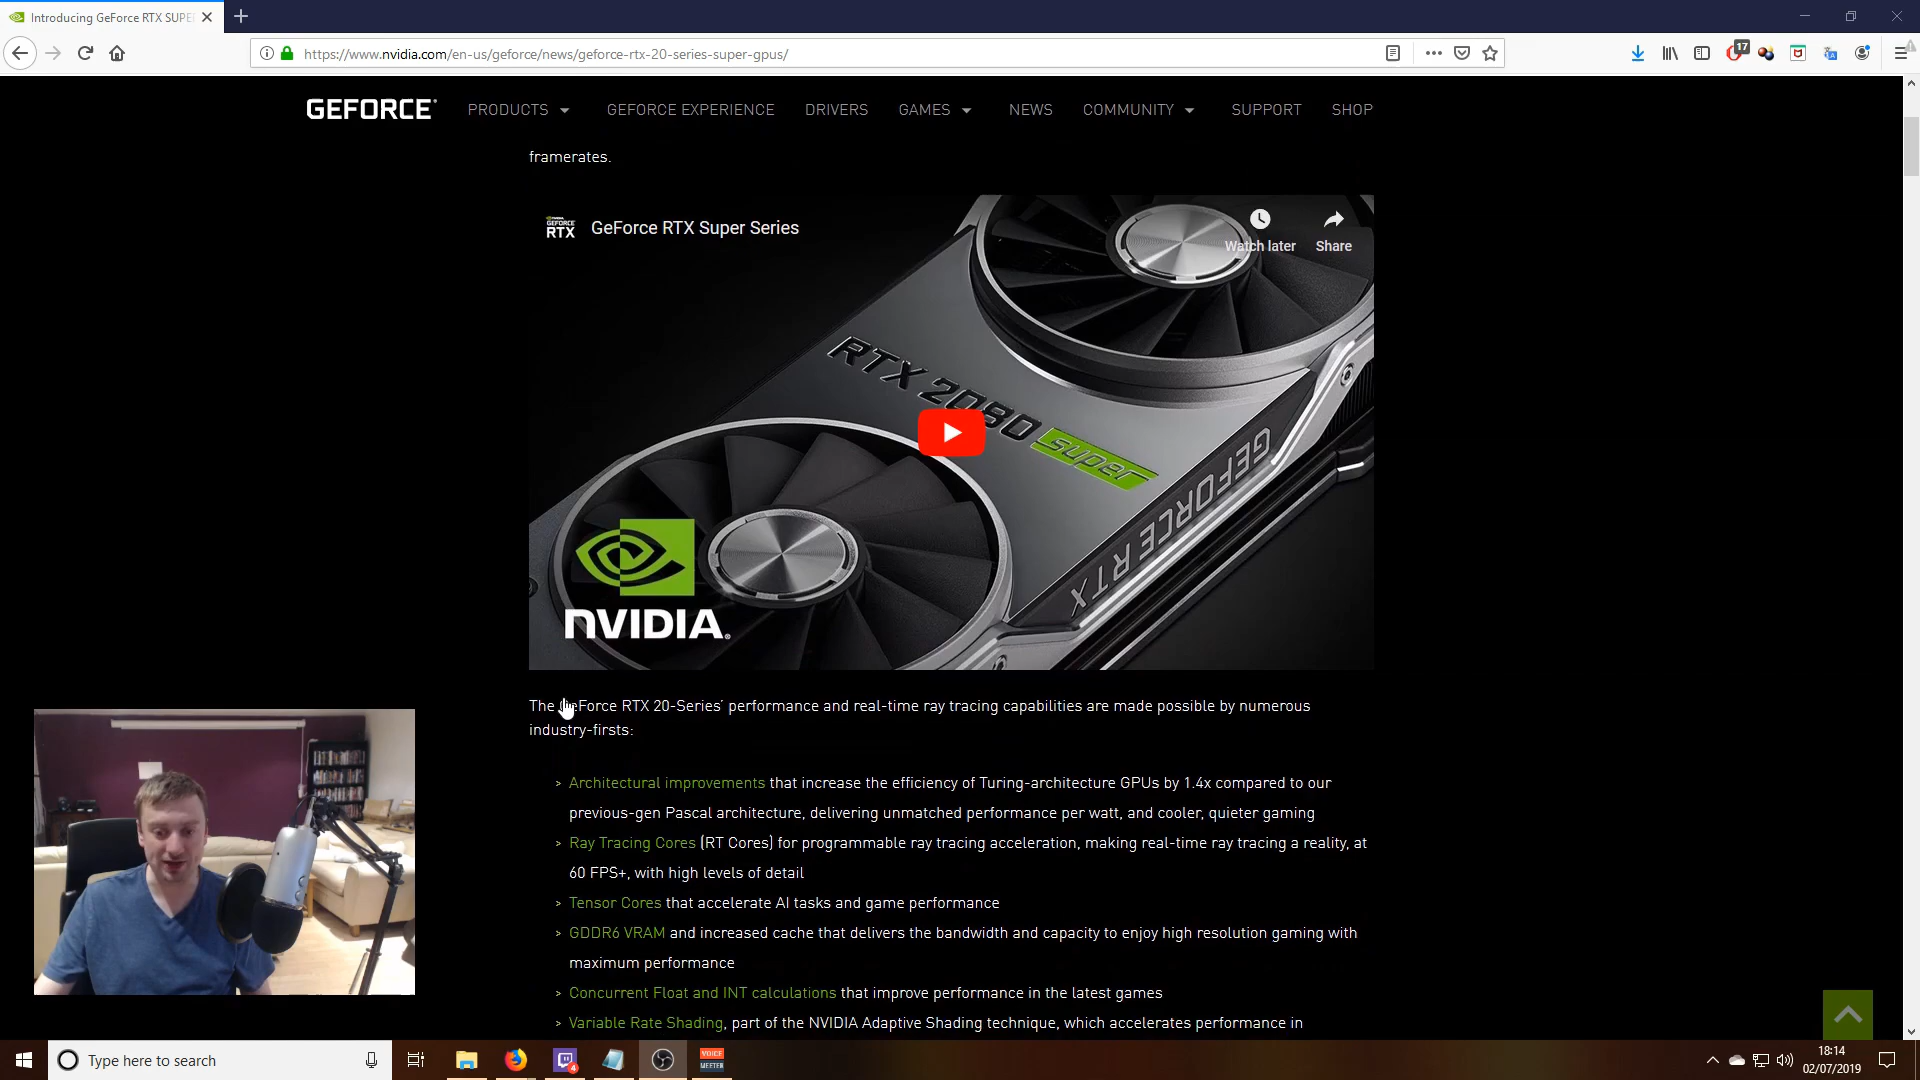 Introducing GeForce RTX SUPE
https://www.nvidia.com/en-us/geforce/news/geforce-rtx-20-series-super-gpus/
17
GEFORCE
PRODUCTS
GEFORCE EXPERIENCE
DRIVERS
GAMES
NEWS
COMMUNITY
SUPPORT
SHOP
framerates.
GEFORCE
RTX
GeForce RTX Super Series
Watch later
Share
RTX 2080
super
GEFORCE RTX
NVIDIA
The GeForce RTX 20-Series’ performance and real-time ray tracing capabilities are made possible by numerous
industry-firsts:
> Architectural improvements that increase the efficiency of Turing-architecture GPUs by 1.4x compared to our
previous-gen Pascal architecture, delivering unmatched performance per watt, and cooler, quieter gaming
> Ray Tracing Cores (RT Cores) for programmable ray tracing acceleration, making real-time ray tracing a reality, at
60 FPS+, with high levels of detail
> Tensor Cores that accelerate AI tasks and game performance
> GDDR6 VRAM and increased cache that delivers the bandwidth and capacity to enjoy high resolution gaming with
maximum performance
> Concurrent Float and INT calculations that improve performance in the latest games
> Variable Rate Shading, part of the NVIDIA Adaptive Shading technique, which accelerates performance in
Type here to search
4
VOICE
MEETER
18:14
02/07/2019